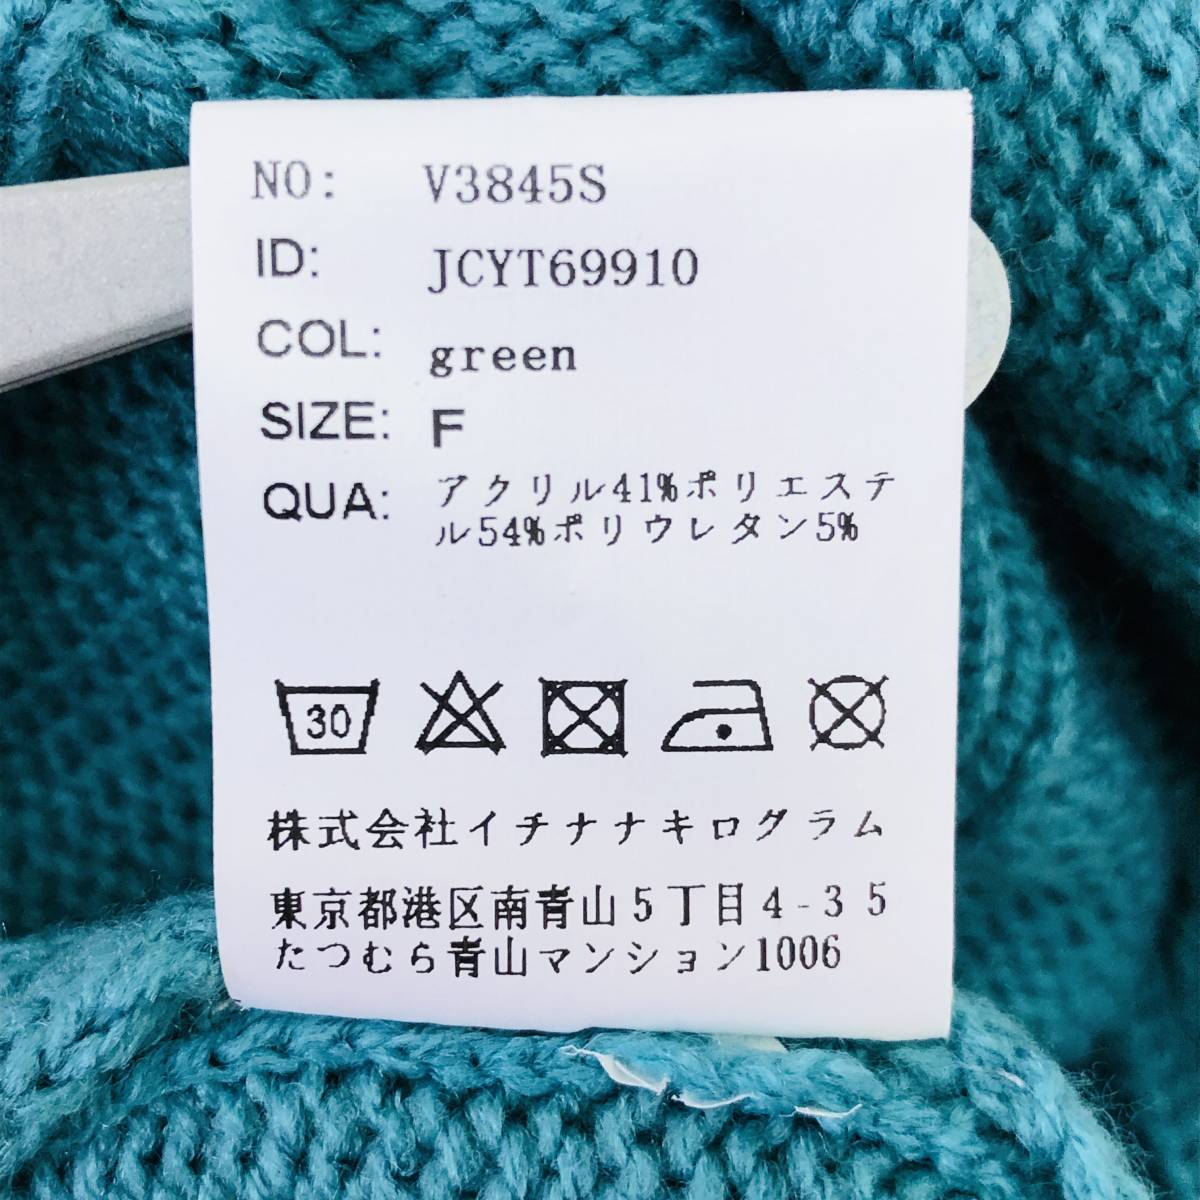 NO: V3845S
ID: JCYT69910
COL: green
SIZE: F
QUA: アクリル41%ポリエステ
ル54%ポリウレタン5%
30
株式会社イチナナキログラム
東京都港区南青山5丁目4-35
たつむら青山マンション1006